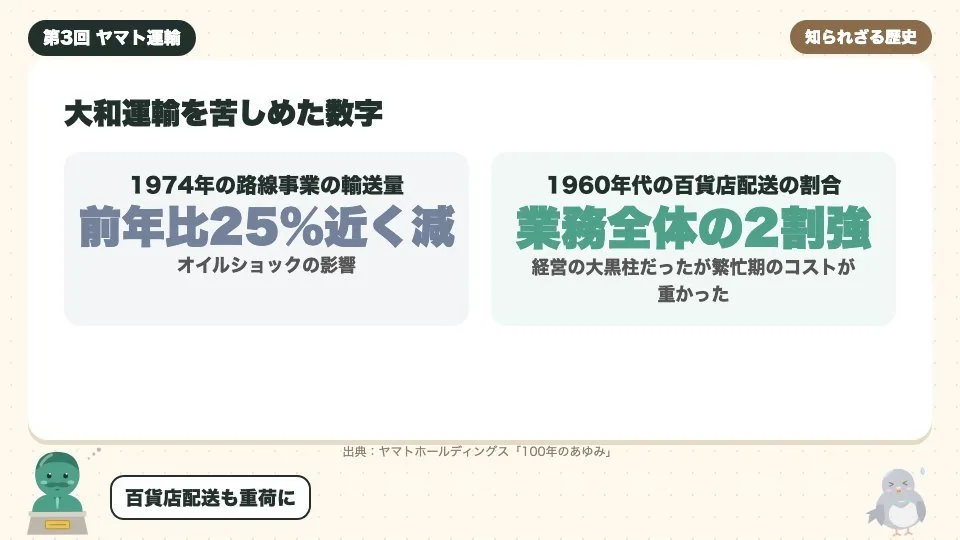 第3回 ヤマト運輸
知られざる歴史
大和運輸を苦しめた数字
1974年の路線事業の輸送量
前年比25%近く減
オイルショックの影響
1960年代の百貨店配送の割合
業務全体の2割強
経営の大黒柱だったが繁忙期のコストが
重かった
出典：ヤマトホールディングス「100年のあゆみ」
百貨店配送も重荷に